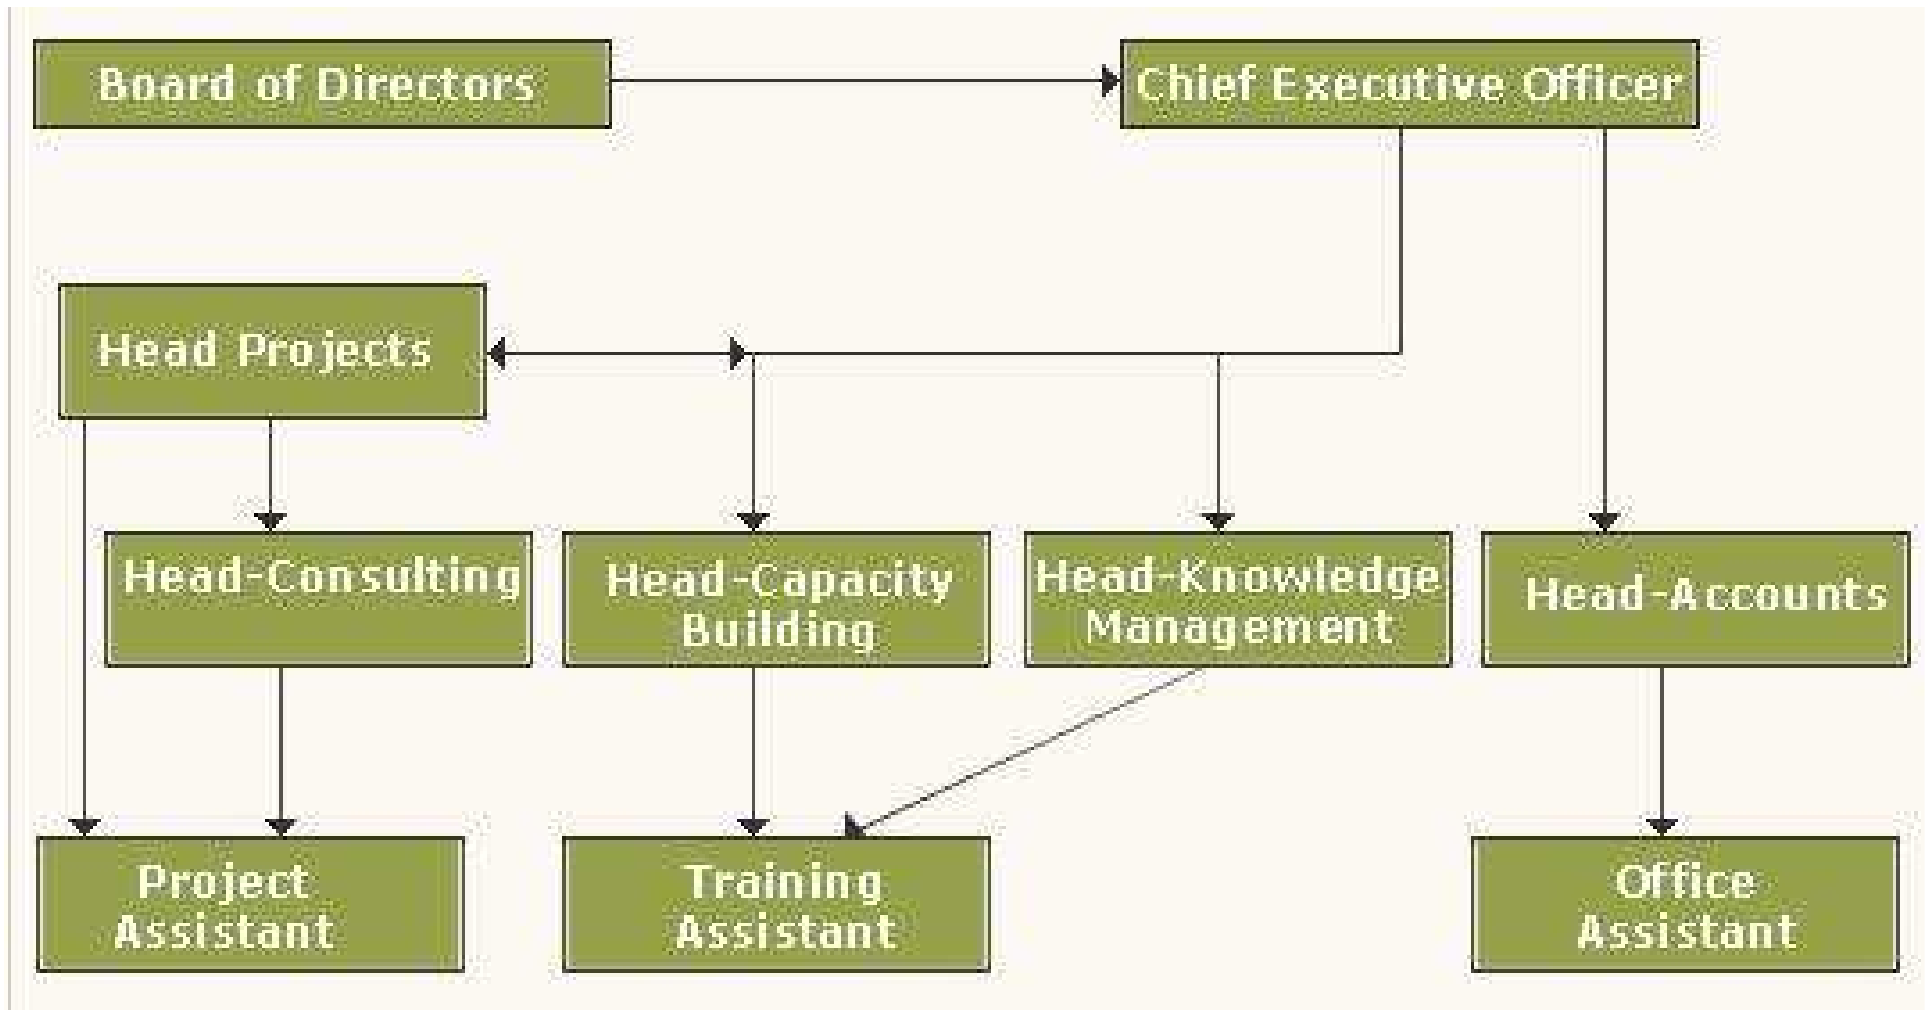 Board of Directors
Chief Executive Officer
Head Projects
Head-Consulting
Head-Capacity
Building
Head-Knowledge
Management
Head-Accounts
Project
Assistant
Training
Assistant
Office
Assistant